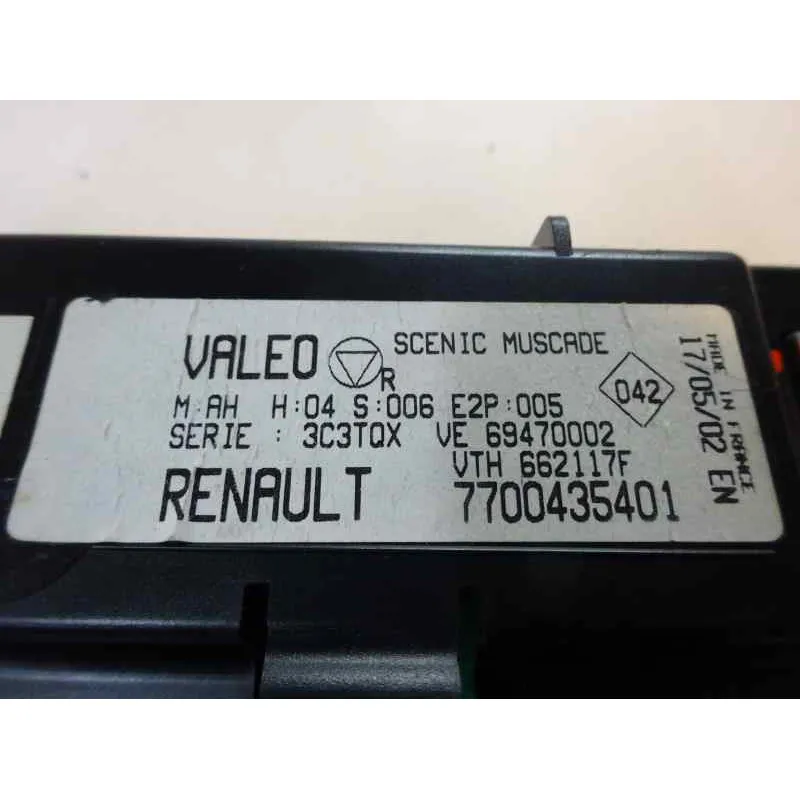 VALEO R SCENIC MUSCADE
M:AH H:04 S:006 E2P:005
SERIE : 3C3TQX VE 69470002
VTH 662117F
RENAULT 7700435401
042
MADE IN FRANCE
17/05/02 EN